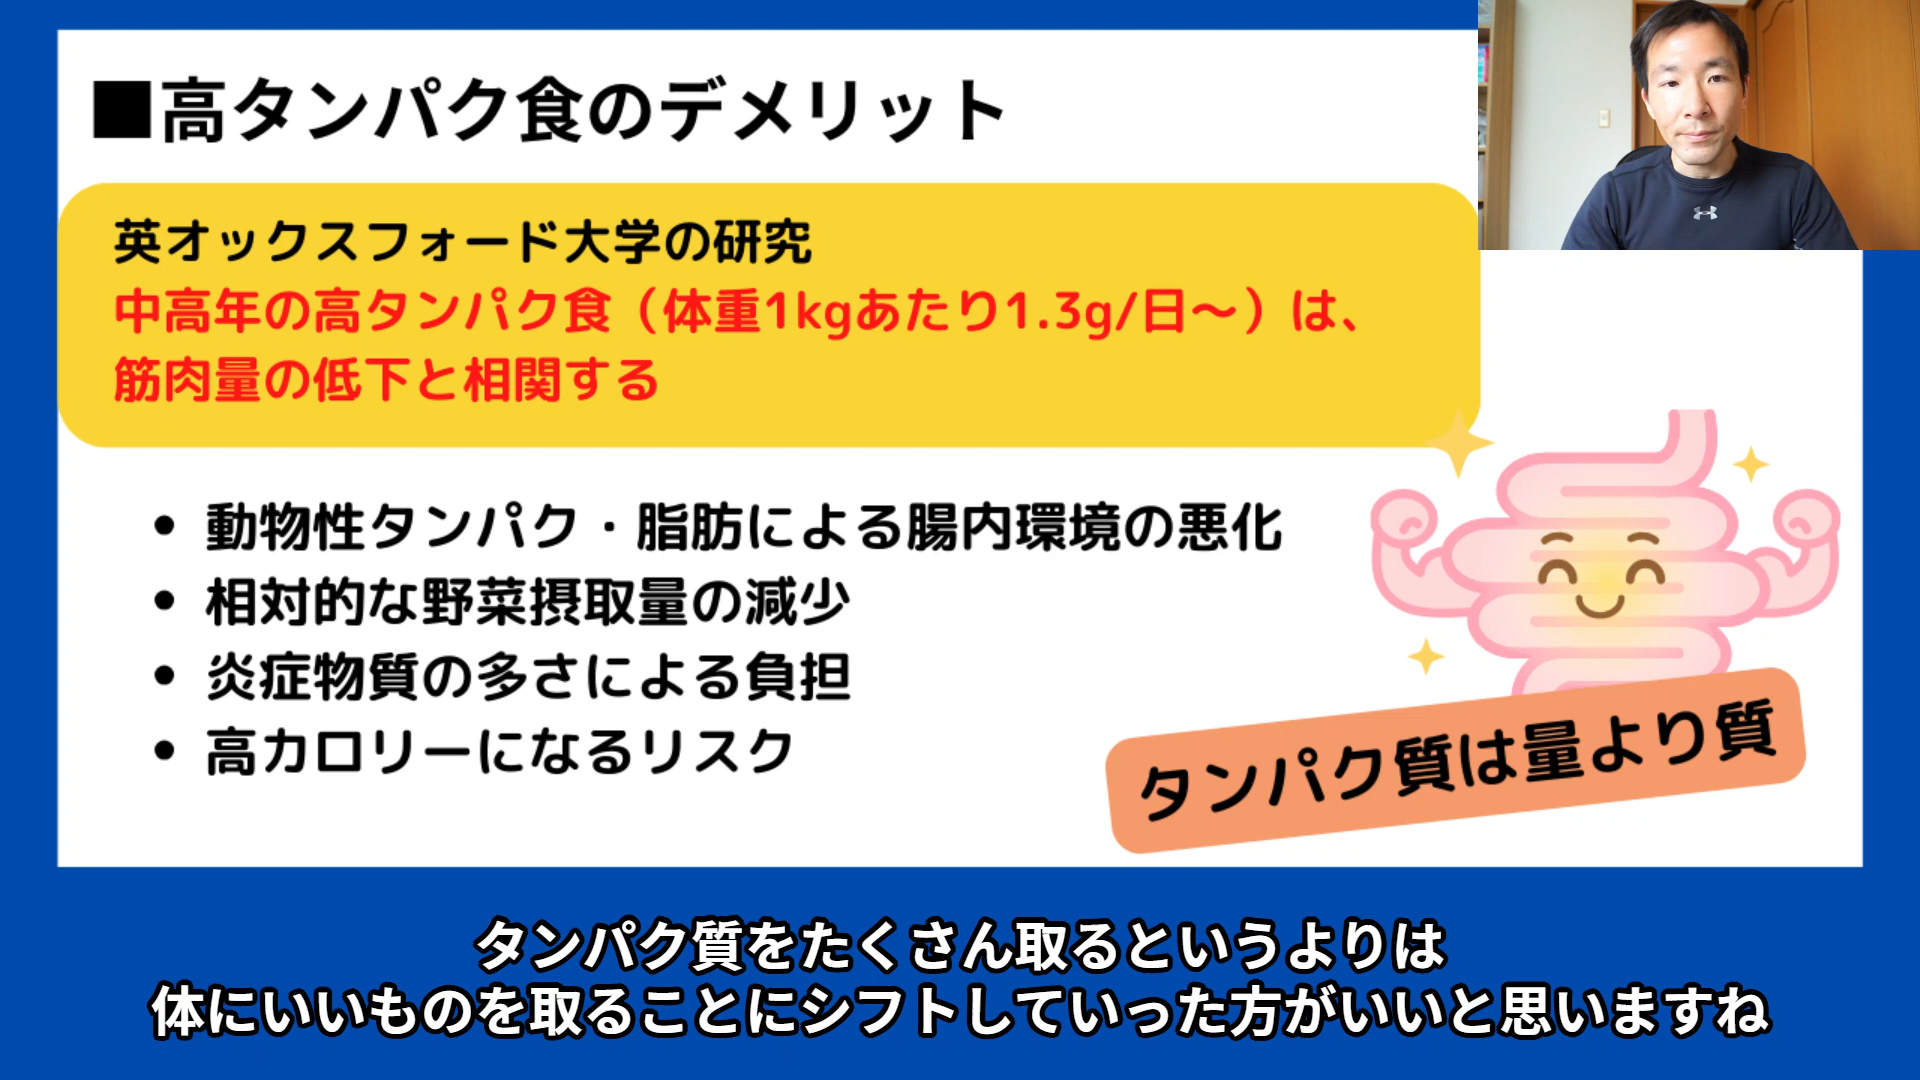 ■高タンパク食のデメリット
英オックスフォード大学の研究
中高年の高タンパク食（体重1kgあたり1.3g/日〜）は、
筋肉量の低下と相関する
• 動物性タンパク・脂肪による腸内環境の悪化
• 相対的な野菜摂取量の減少
• 炎症物質の多さによる負担
• 高カロリーになるリスク
タンパク質は量より質
タンパク質をたくさん取るというよりは
体にいいものを取ることにシフトしていった方がいいと思いますね